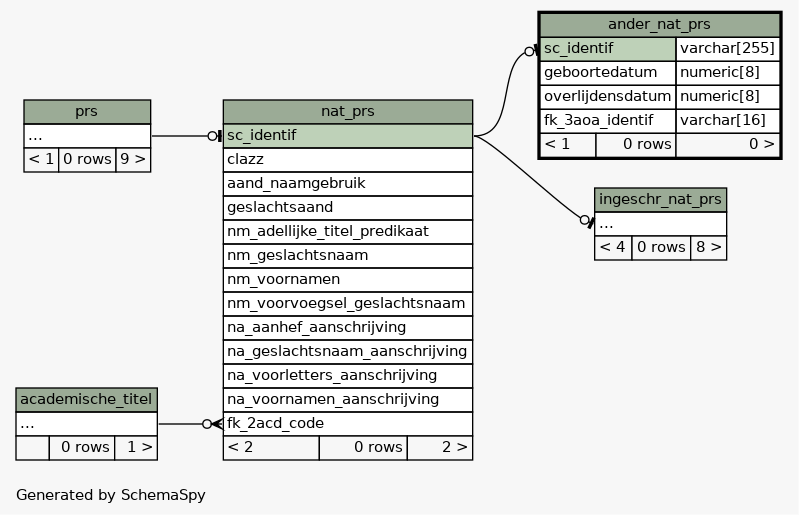 ander_nat_prs
sc_identif varchar[255]
geboortedatum numeric[8]
overlijdensdatum numeric[8]
fk_3aoa_identif varchar[16]
< 1 0 rows 0 >
prs
...
< 1 0 rows 9 >
nat_prs
sc_identif
clazz
aand_naamgebruik
geslachtsaand
nm_adellijke_titel_predikaat
nm_geslachtsnaam
nm_voornamen
nm_voorvoegsel_geslachtsnaam
na_aanhef_aanschrijving
na_geslachtsnaam_aanschrijving
na_voorletters_aanschrijving
na_voornamen_aanschrijving
fk_2acd_code
< 2 0 rows 2 >
ingeschr_nat_prs
...
< 4 0 rows 8 >
academische_titel
...
0 rows 1 >
Generated by SchemaSpy